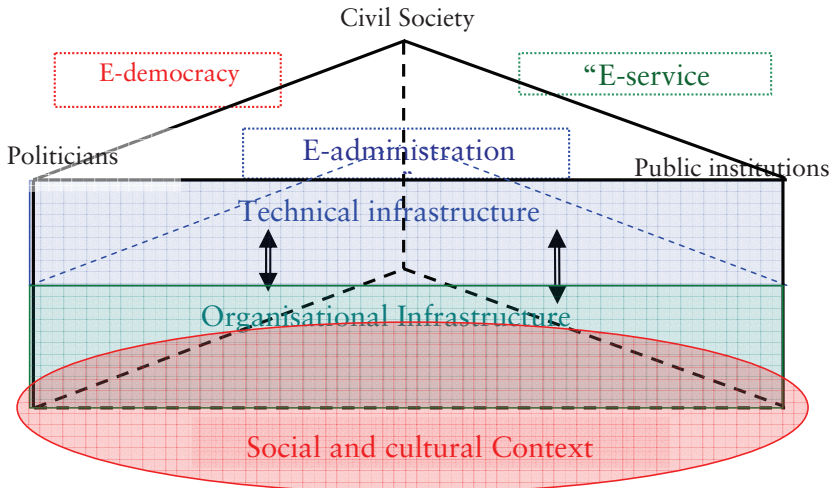 Civil Society
E-democracy
“E-service
E-administration
Politicians
Public institutions
Technical infrastructure
Organisational Infrastructure
Social and cultural Context